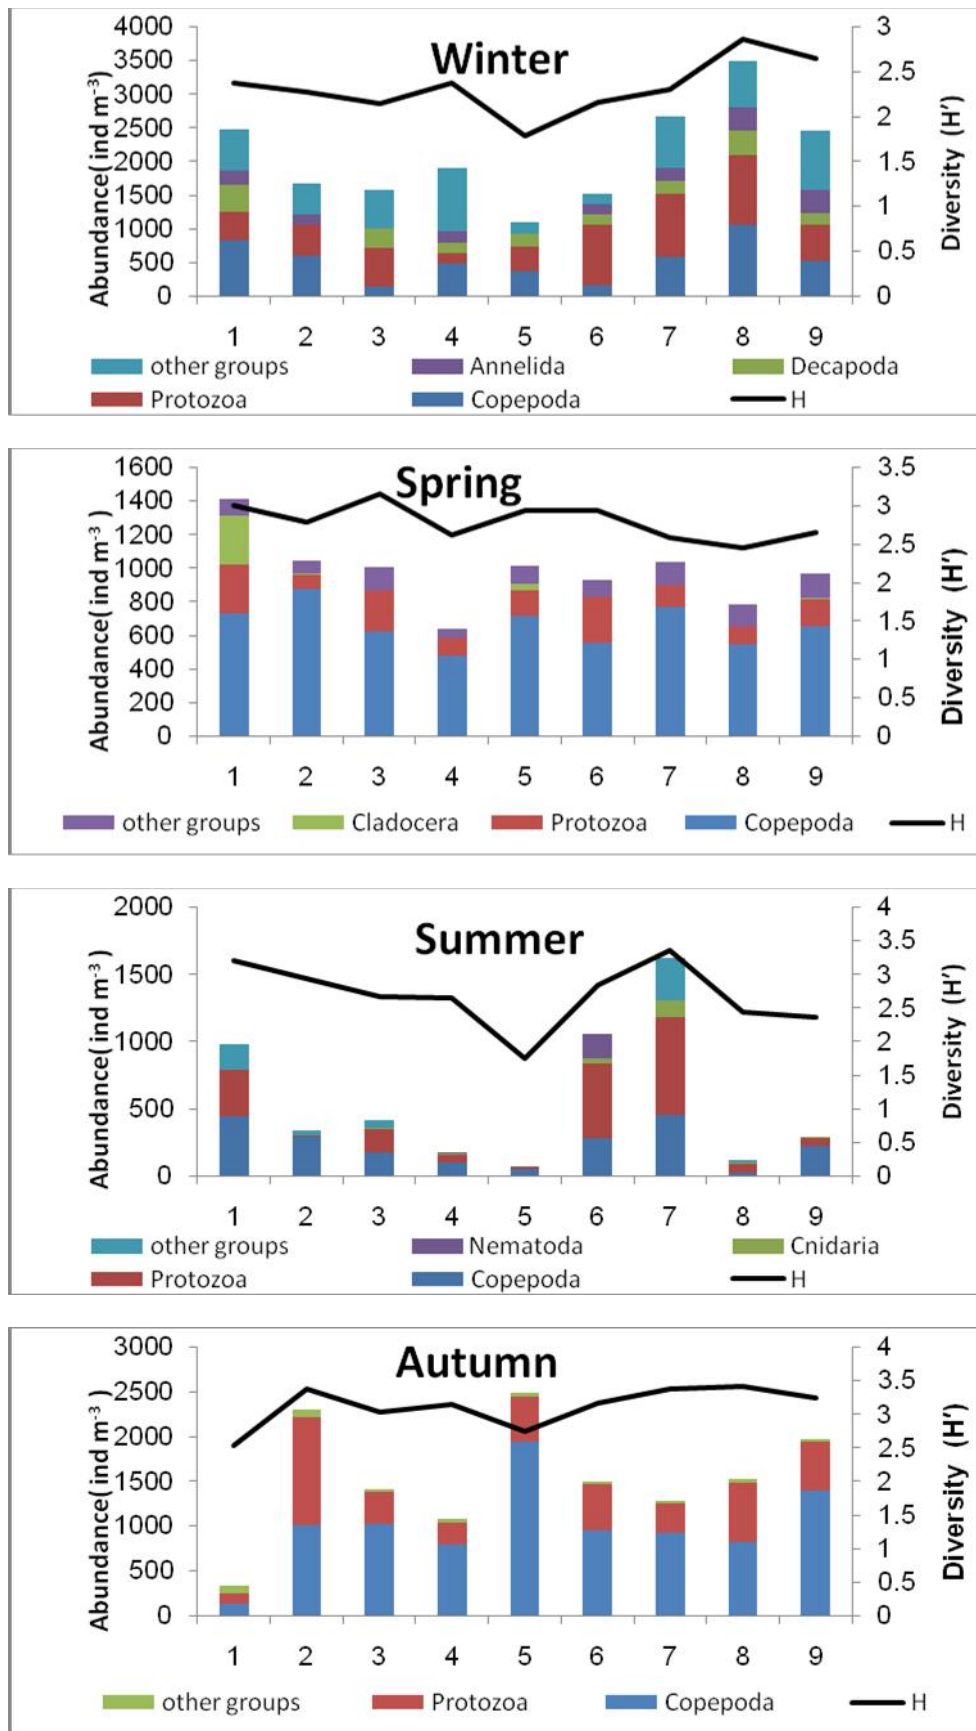 Winter
Abundance( ind m-3 )
4000
3500
3000
2500
2000
1500
1000
500
0
3
2.5
2
1.5
1
0.5
0
Diversity (H′)
1 2 3 4 5 6 7 8 9
other groups Annelida Decapoda
Protozoa Copepoda H
Spring
Abundance( ind m-3 )
1600
1400
1200
1000
800
600
400
200
0
3.5
3
2.5
2
1.5
1
0.5
0
Diversity (H′)
1 2 3 4 5 6 7 8 9
other groups Cladocera Protozoa Copepoda H
Summer
Abundance( ind m-3 )
2000
1500
1000
500
0
4
3.5
3
2.5
2
1.5
1
0.5
0
Diversity (H′)
1 2 3 4 5 6 7 8 9
other groups Nematoda Cnidaria
Protozoa Copepoda H
Autumn
Abundance( ind m-3 )
3000
2500
2000
1500
1000
500
0
4
3.5
3
2.5
2
1.5
1
0.5
0
Diversity (H′)
1 2 3 4 5 6 7 8 9
other groups Protozoa Copepoda H